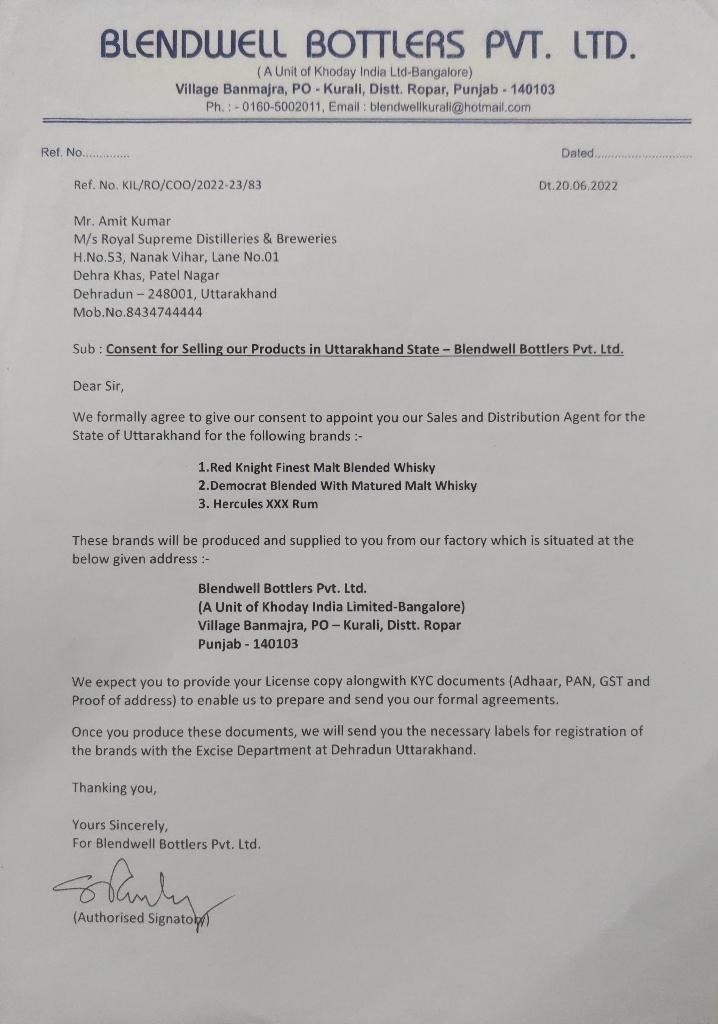 BLENDWELL BOTTLERS PVT. LTD.
( A Unit of Khoday India Ltd-Bangalore)
Village Banmajra, PO - Kurali, Distt. Ropar, Punjab - 140103
Ph. : - 0160-5002011, Email : blendwellkurali@hotmail.com
Ref. No.............. Dated............................
Ref. No. KIL/RO/COO/2022-23/83 Dt.20.06.2022
Mr. Amit Kumar
M/s Royal Supreme Distilleries & Breweries
H.No.53, Nanak Vihar, Lane No.01
Dehra Khas, Patel Nagar
Dehradun – 248001, Uttarakhand
Mob.No.8434744444
Sub : Consent for Selling our Products in Uttarakhand State – Blendwell Bottlers Pvt. Ltd.
Dear Sir,
We formally agree to give our consent to appoint you our Sales and Distribution Agent for the
State of Uttarakhand for the following brands :-
1.Red Knight Finest Malt Blended Whisky
2.Democrat Blended With Matured Malt Whisky
3. Hercules XXX Rum
These brands will be produced and supplied to you from our factory which is situated at the
below given address :-
Blendwell Bottlers Pvt. Ltd.
(A Unit of Khoday India Limited-Bangalore)
Village Banmajra, PO – Kurali, Distt. Ropar
Punjab - 140103
We expect you to provide your License copy alongwith KYC documents (Adhaar, PAN, GST and
Proof of address) to enable us to prepare and send you our formal agreements.
Once you produce these documents, we will send you the necessary labels for registration of
the brands with the Excise Department at Dehradun Uttarakhand.
Thanking you,
Yours Sincerely,
For Blendwell Bottlers Pvt. Ltd.
(Authorised Signatory)